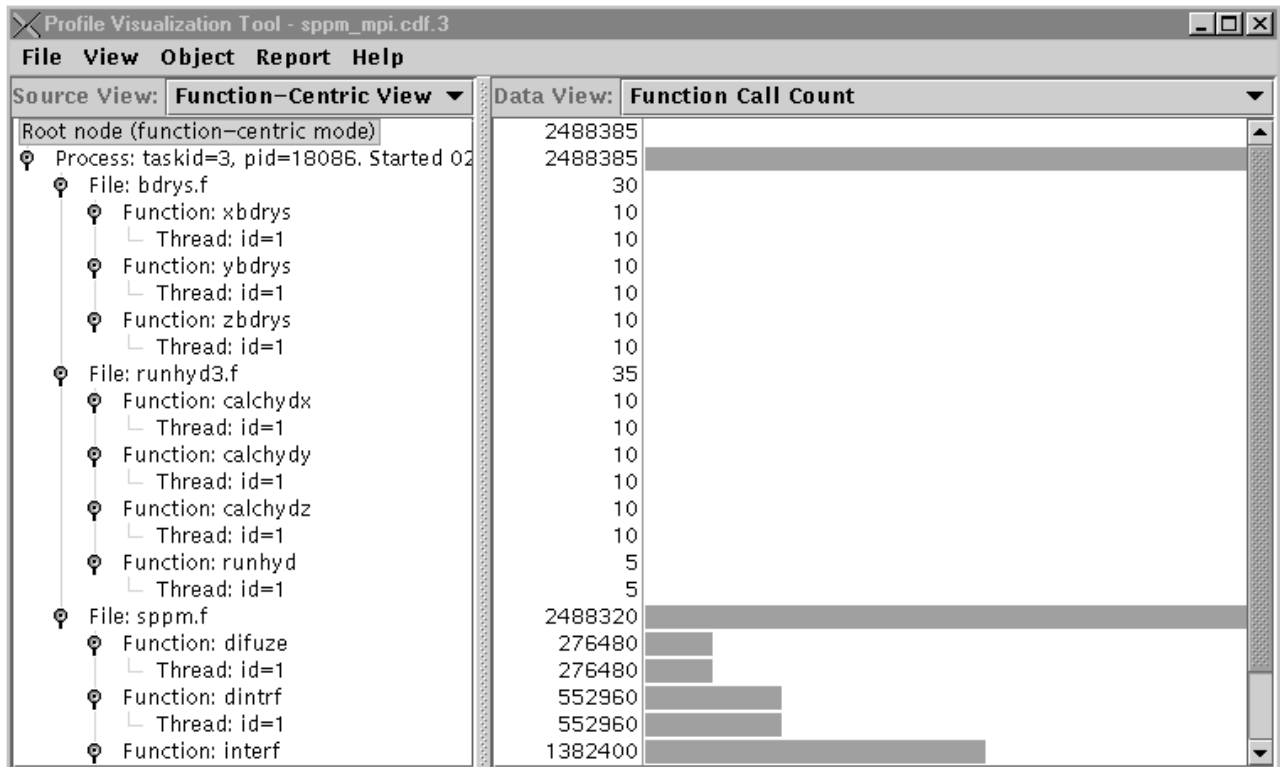 Profile Visualization Tool - sppm_mpi.cdf.3
File View Object Report Help
Source View: Function-Centric View Data View: Function Call Count
Root node (function-centric mode) 2488385
Process: taskid=3, pid=18086. Started 02 2488385
File: bdrys.f 30
Function: xbdrys 10
Thread: id=1 10
Function: ybdrys 10
Thread: id=1 10
Function: zbdrys 10
Thread: id=1 10
File: runhyd3.f 35
Function: calchydx 10
Thread: id=1 10
Function: calchydy 10
Thread: id=1 10
Function: calchydz 10
Thread: id=1 10
Function: runhyd 5
Thread: id=1 5
File: sppm.f 2488320
Function: difuze 276480
Thread: id=1 276480
Function: dintrf 552960
Thread: id=1 552960
Function: interf 1382400